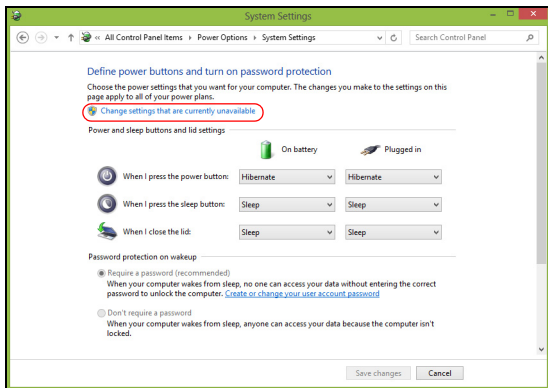 System Settings
« All Control Panel Items › Power Options › System Settings
Search Control Panel
Define power buttons and turn on password protection
Choose the power settings that you want for your computer. The changes you make to the settings on this
page apply to all of your power plans.
Change settings that are currently unavailable
Power and sleep buttons and lid settings
On battery Plugged in
When I press the power button: Hibernate Hibernate
When I press the sleep button: Sleep Sleep
When I close the lid: Sleep Sleep
Password protection on wakeup
Require a password (recommended)
When your computer wakes from sleep, no one can access your data without entering the correct
password to unlock the computer. Create or change your user account password
Don't require a password
When your computer wakes from sleep, anyone can access your data because the computer isn't
locked.
Save changes Cancel